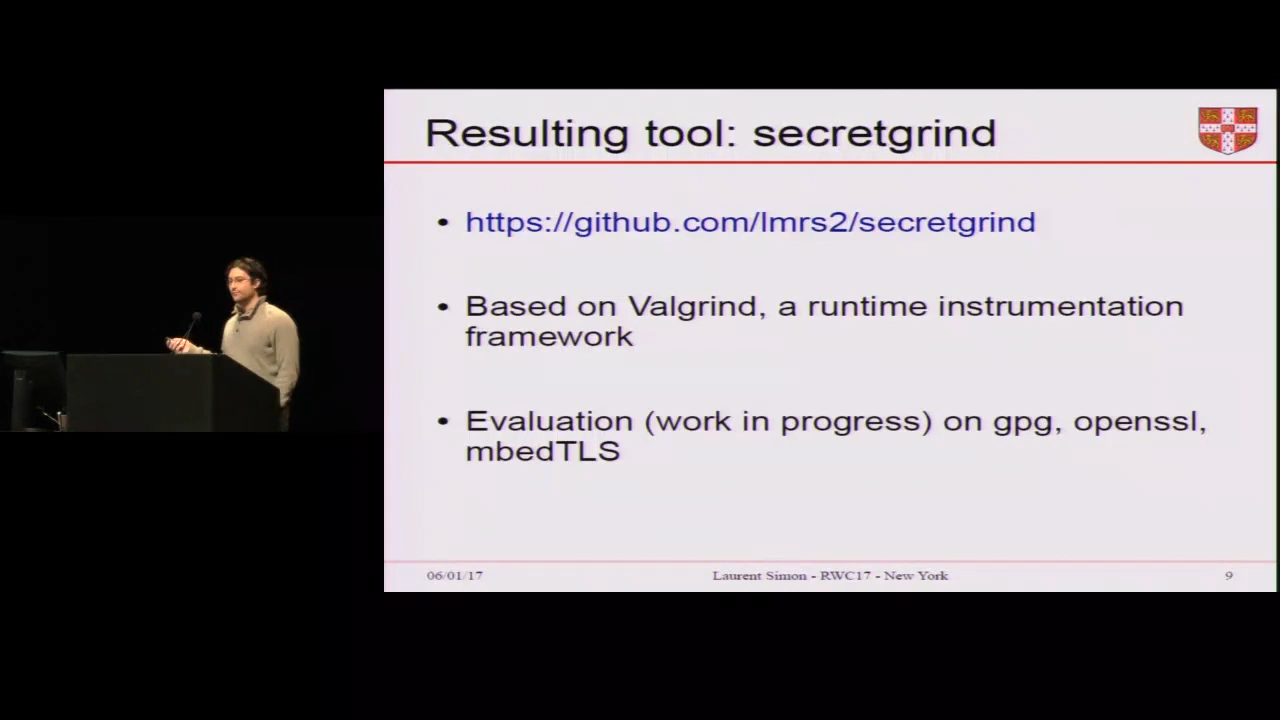 Resulting tool: secretgrind
• https://github.com/lmrs2/secretgrind
• Based on Valgrind, a runtime instrumentation
framework
• Evaluation (work in progress) on gpg, openssl,
mbedTLS
06/01/17
Laurent Simon - RWC17 - New York
9